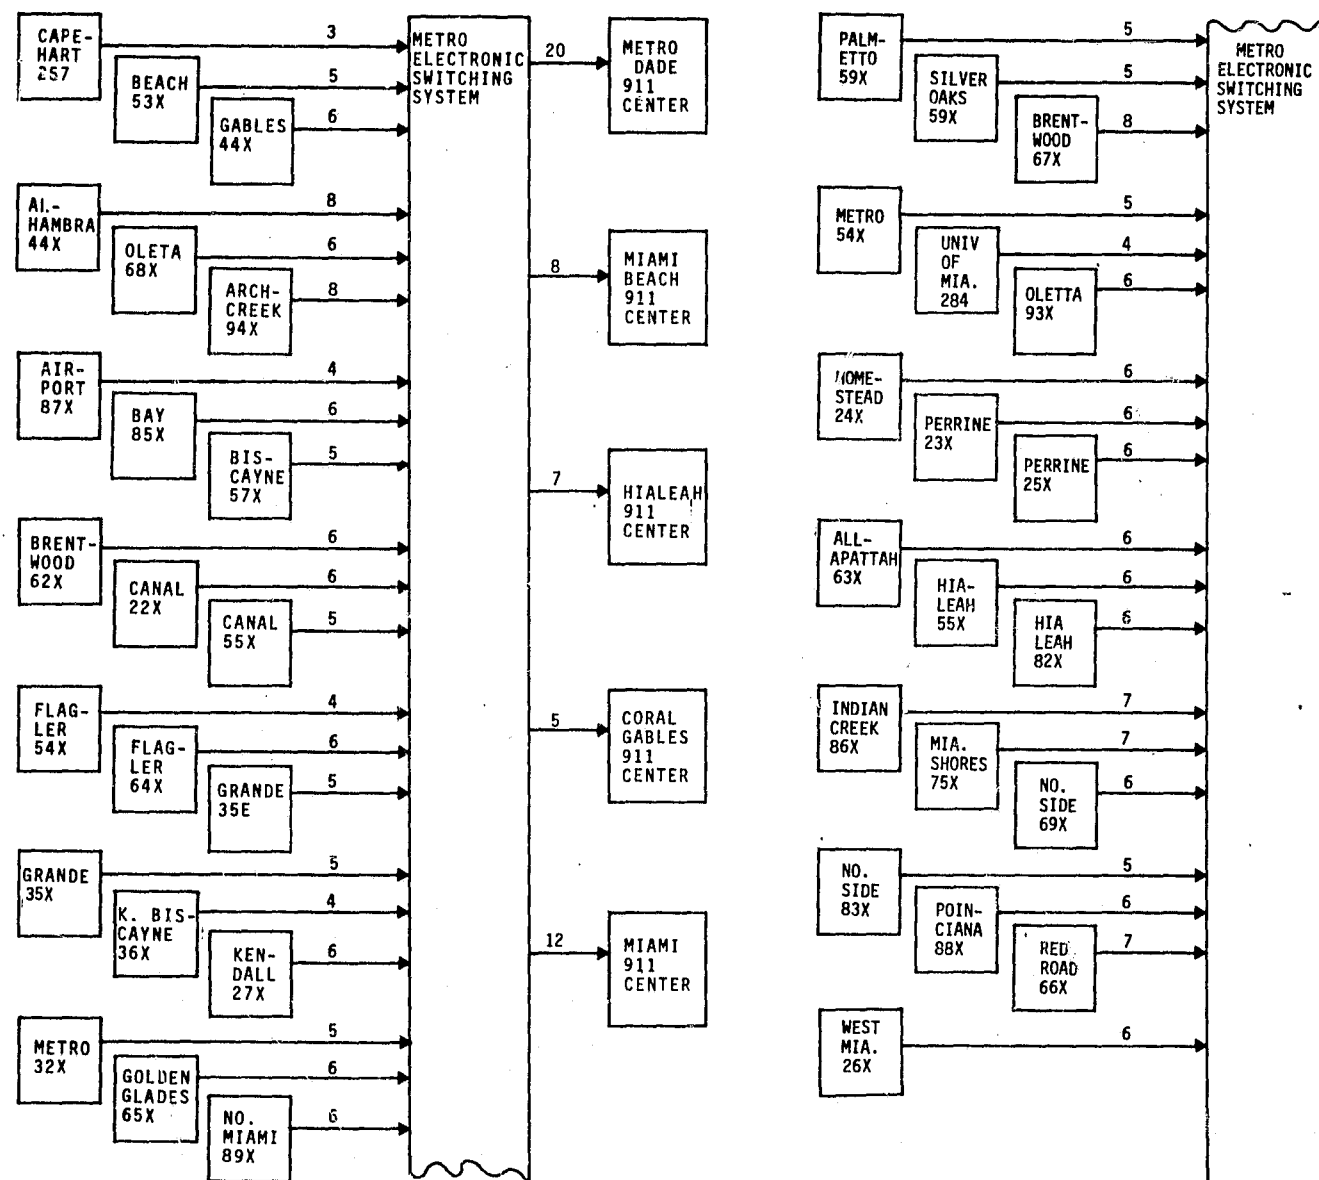 CAPE-
HART
257
3
BEACH
53X
5
GABLES
44X
6
AL-
HAMBRA
44X
8
OLETA
68X
6
ARCH-
CREEK
94X
8
AIR-
PORT
87X
4
BAY
85X
6
BIS-
CAYNE
57X
5
BRENT-
WOOD
62X
6
CANAL
22X
6
CANAL
55X
5
FLAG-
LER
54X
4
FLAG-
LER
64X
6
GRANDE
35E
5
GRANDE
35X
5
K. BIS-
CAYNE
36X
4
KEN-
DALL
27X
6
METRO
32X
5
GOLDEN
GLADES
65X
6
NO.
MIAMI
89X
6
METRO
ELECTRONIC
SWITCHING
SYSTEM
20
METRO
DADE
911
CENTER
8
MIAMI
BEACH
911
CENTER
7
HIALEAH
911
CENTER
5
CORAL
GABLES
911
CENTER
12
MIAMI
911
CENTER
PALM-
ETTO
59X
5
SILVER
OAKS
59X
5
BRENT-
WOOD
67X
8
METRO
54X
5
UNIV
OF
MIA.
284
4
OLETTA
93X
6
HOME-
STEAD
24X
6
PERRINE
23X
6
PERRINE
25X
6
ALL-
APATTAH
63X
6
HIA-
LEAH
55X
6
HIA
LEAH
82X
6
INDIAN
CREEK
86X
7
MIA.
SHORES
75X
7
NO.
SIDE
69X
6
NO.
SIDE
83X
5
POIN-
CIANA
88X
6
RED
ROAD
66X
7
WEST
MIA.
26X
6
METRO
ELECTRONIC
SWITCHING
SYSTEM